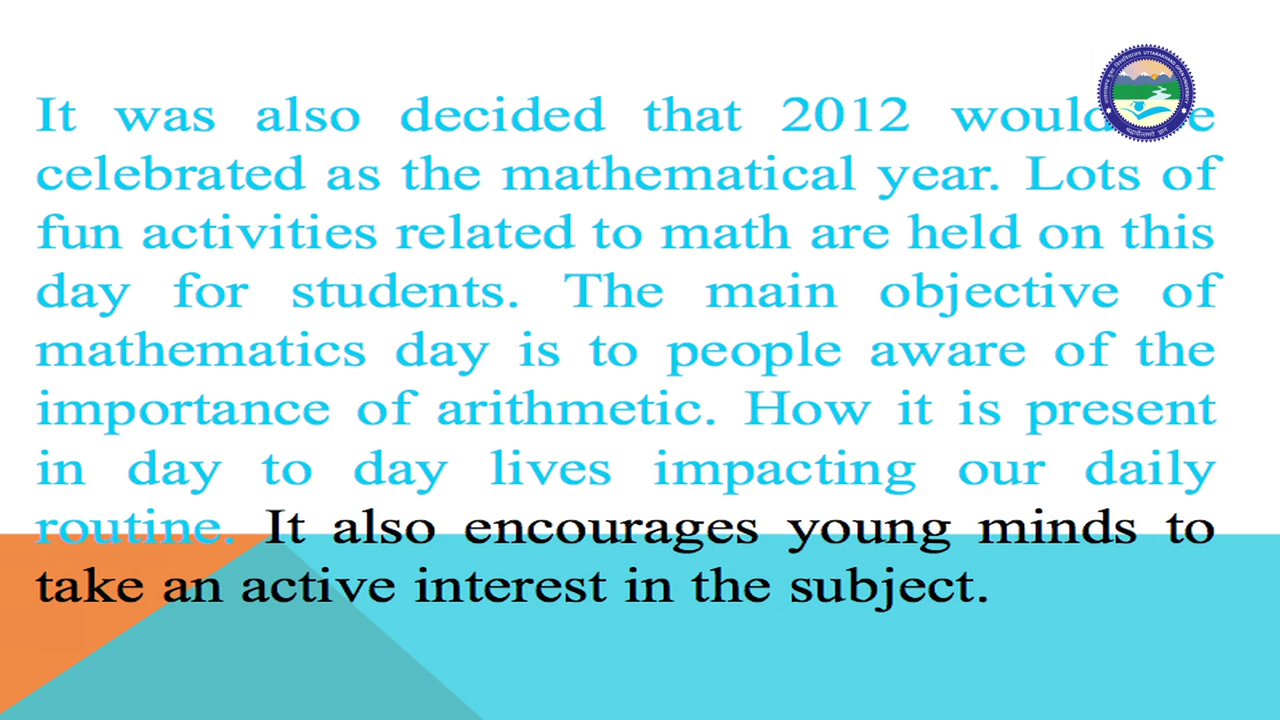 It was also decided that 2012 would
celebrated as the mathematical year. Lots of
fun activities related to math are held on this
day for students. The main objective of
mathematics day is to people aware of the
importance of arithmetic. How it is present
in day to day lives impacting our daily
routine. It also encourages young minds to
take an active interest in the subject.
UTTARAKHAND OPEN UNIVERSITY